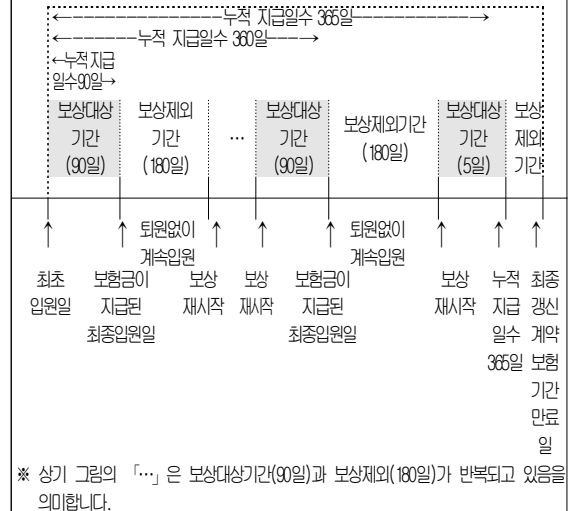 ←――――――――누적 지급일수 365일――――――――→
←――――누적 지급일수 360일―――→
←누적 지급
일수90일→
보상대상 보상제외 보상대상 보상대상 보상
기간 기간 … 기간 보상제외기간 기간 제외
(90일) (180일) (90일) (180일) (5일) 기간
↑ ↑ 퇴원없이 ↑ ↑ ↑ 퇴원없이 ↑ ↑ ↑
계속입원 계속입원
최초 보험금이 보상 보상 보험금이 보상 누적 최종
입원일 지급된 재시작 재시작 지급된 재시작 지급 갱신
최종입원일 최종입원일 일수 계약
365일 보험
기간
만료
일
※ 상기 그림의 「…」은 보상대상기간(90일)과 보상제외(180일)가 반복되고 있음을
의미합니다.